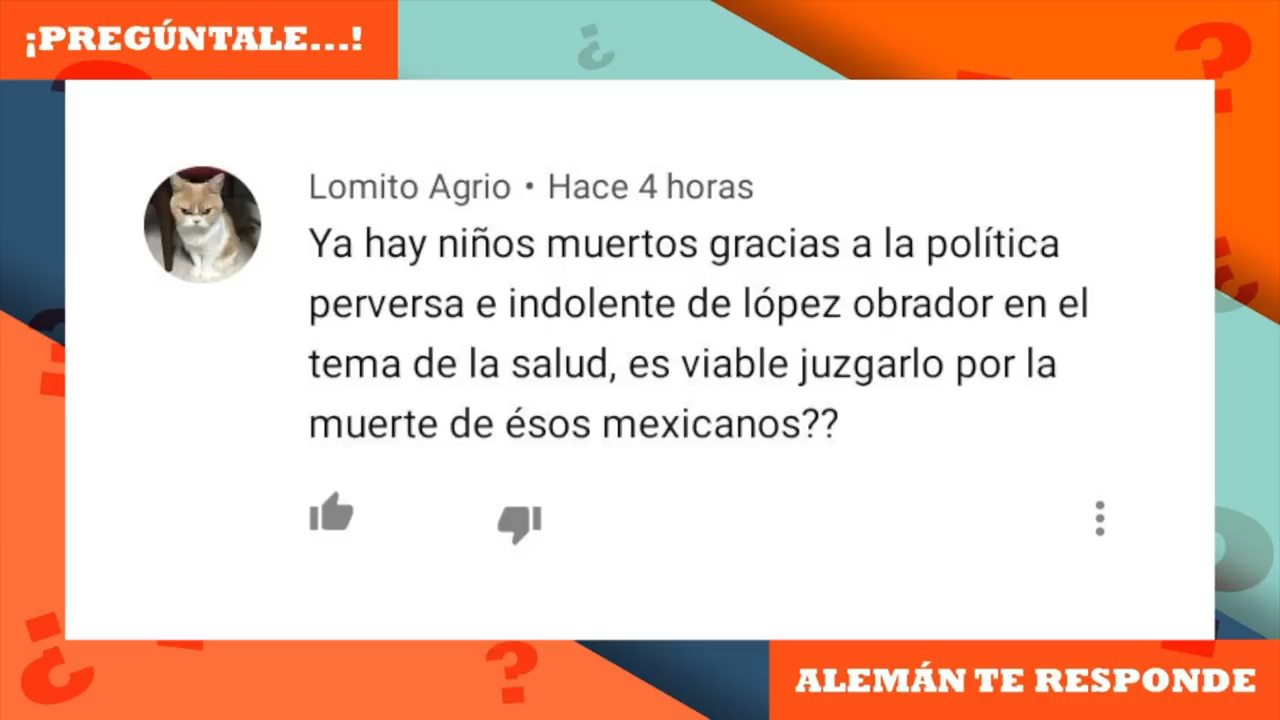 ¡PREGÚNTALE...!
Lomito Agrio • Hace 4 horas
Ya hay niños muertos gracias a la política
perversa e indolente de lópez obrador en el
tema de la salud, es viable juzgarlo por la
muerte de ésos mexicanos??
ALEMÁN TE RESPONDE